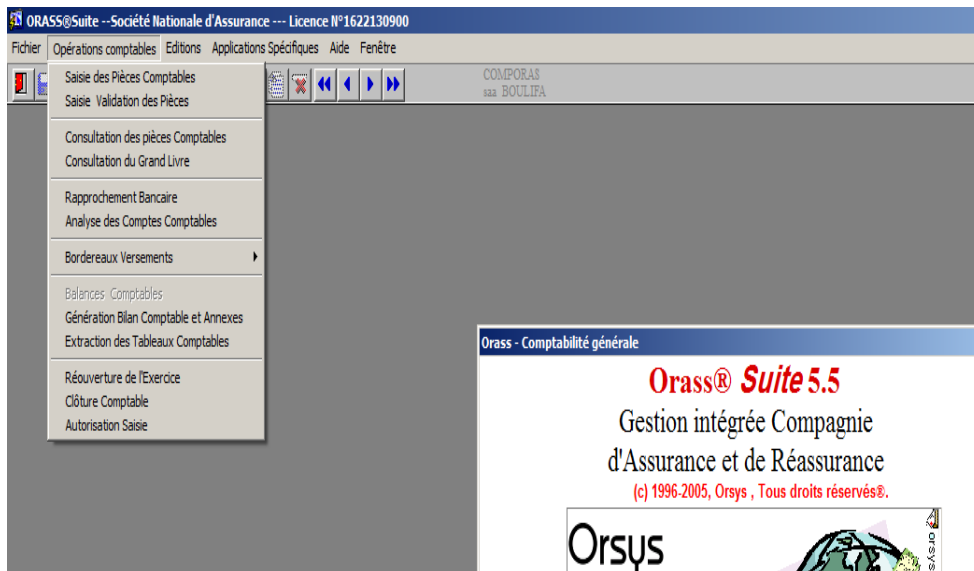 ORASS®Suite --Société Nationale d'Assurance --- Licence N°1622130900
Fichier Opérations comptables Editions Applications Spécifiques Aide Fenêtre
COMPORAS
saa BOULIFA
Saisie des Pièces Comptables
Saisie Validation des Pièces
Consultation des pièces Comptables
Consultation du Grand Livre
Rapprochement Bancaire
Analyse des Comptes Comptables
Bordereaux Versements
Balances Comptables
Génération Bilan Comptable et Annexes
Extraction des Tableaux Comptables
Réouverture de l'Exercice
Clôture Comptable
Autorisation Saisie
Orass - Comptabilité générale
Orass® Suite 5.5
Gestion intégrée Compagnie
d'Assurance et de Réassurance
(c) 1996-2005, Orsys , Tous droits réservés®.
Orsys
orsys